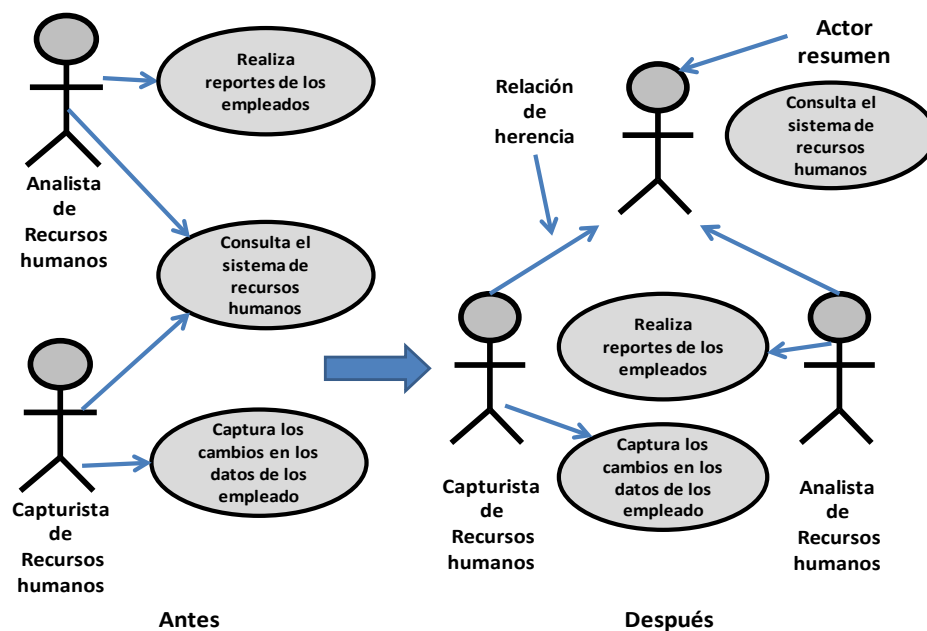 Realiza
reportes de los
empleados
Analista
de
Recursos
humanos
Consulta el
sistema de
recursos
humanos
Capturista
de
Recursos
humanos
Captura los
cambios en los
datos de los
empleado
Antes
Actor
resumen
Relación
de
herencia
Consulta el
sistema de
recursos
humanos
Realiza
reportes de los
empleados
Captura los
cambios en los
datos de los
empleado
Capturista
de
Recursos
humanos
Analista
de
Recursos
humanos
Después